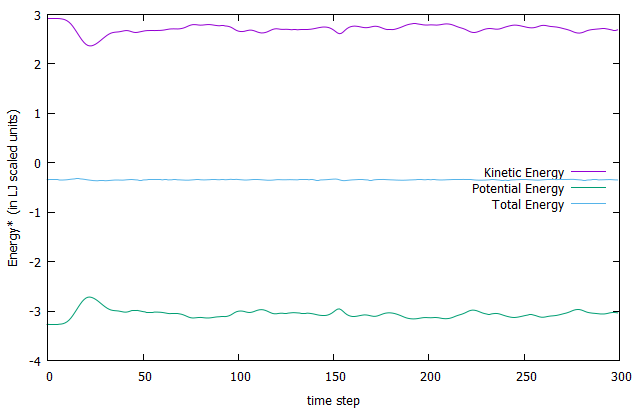 3
2
1
0
-1
-2
-3
-4
Energy* (in LJ scaled units)
Kinetic Energy
Potential Energy
Total Energy
0 50 100 150 200 250 300
time step